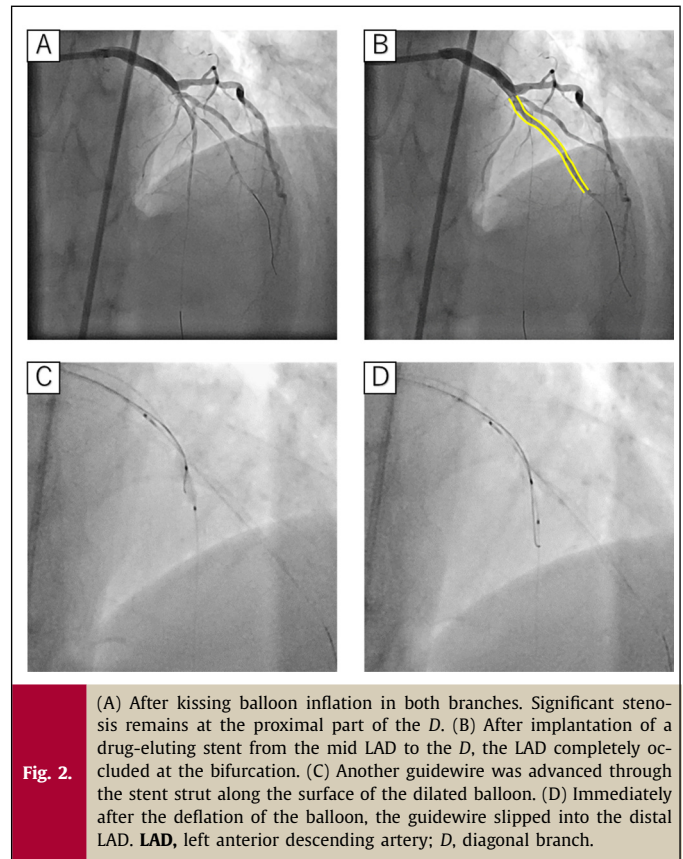 A
B
C
D
Fig. 2.
(A) After kissing balloon inflation in both branches. Significant steno-
sis remains at the proximal part of the D. (B) After implantation of a
drug-eluting stent from the mid LAD to the D, the LAD completely oc-
cluded at the bifurcation. (C) Another guidewire was advanced through
the stent strut along the surface of the dilated balloon. (D) Immediately
after the deflation of the balloon, the guidewire slipped into the distal
LAD. LAD, left anterior descending artery; D, diagonal branch.